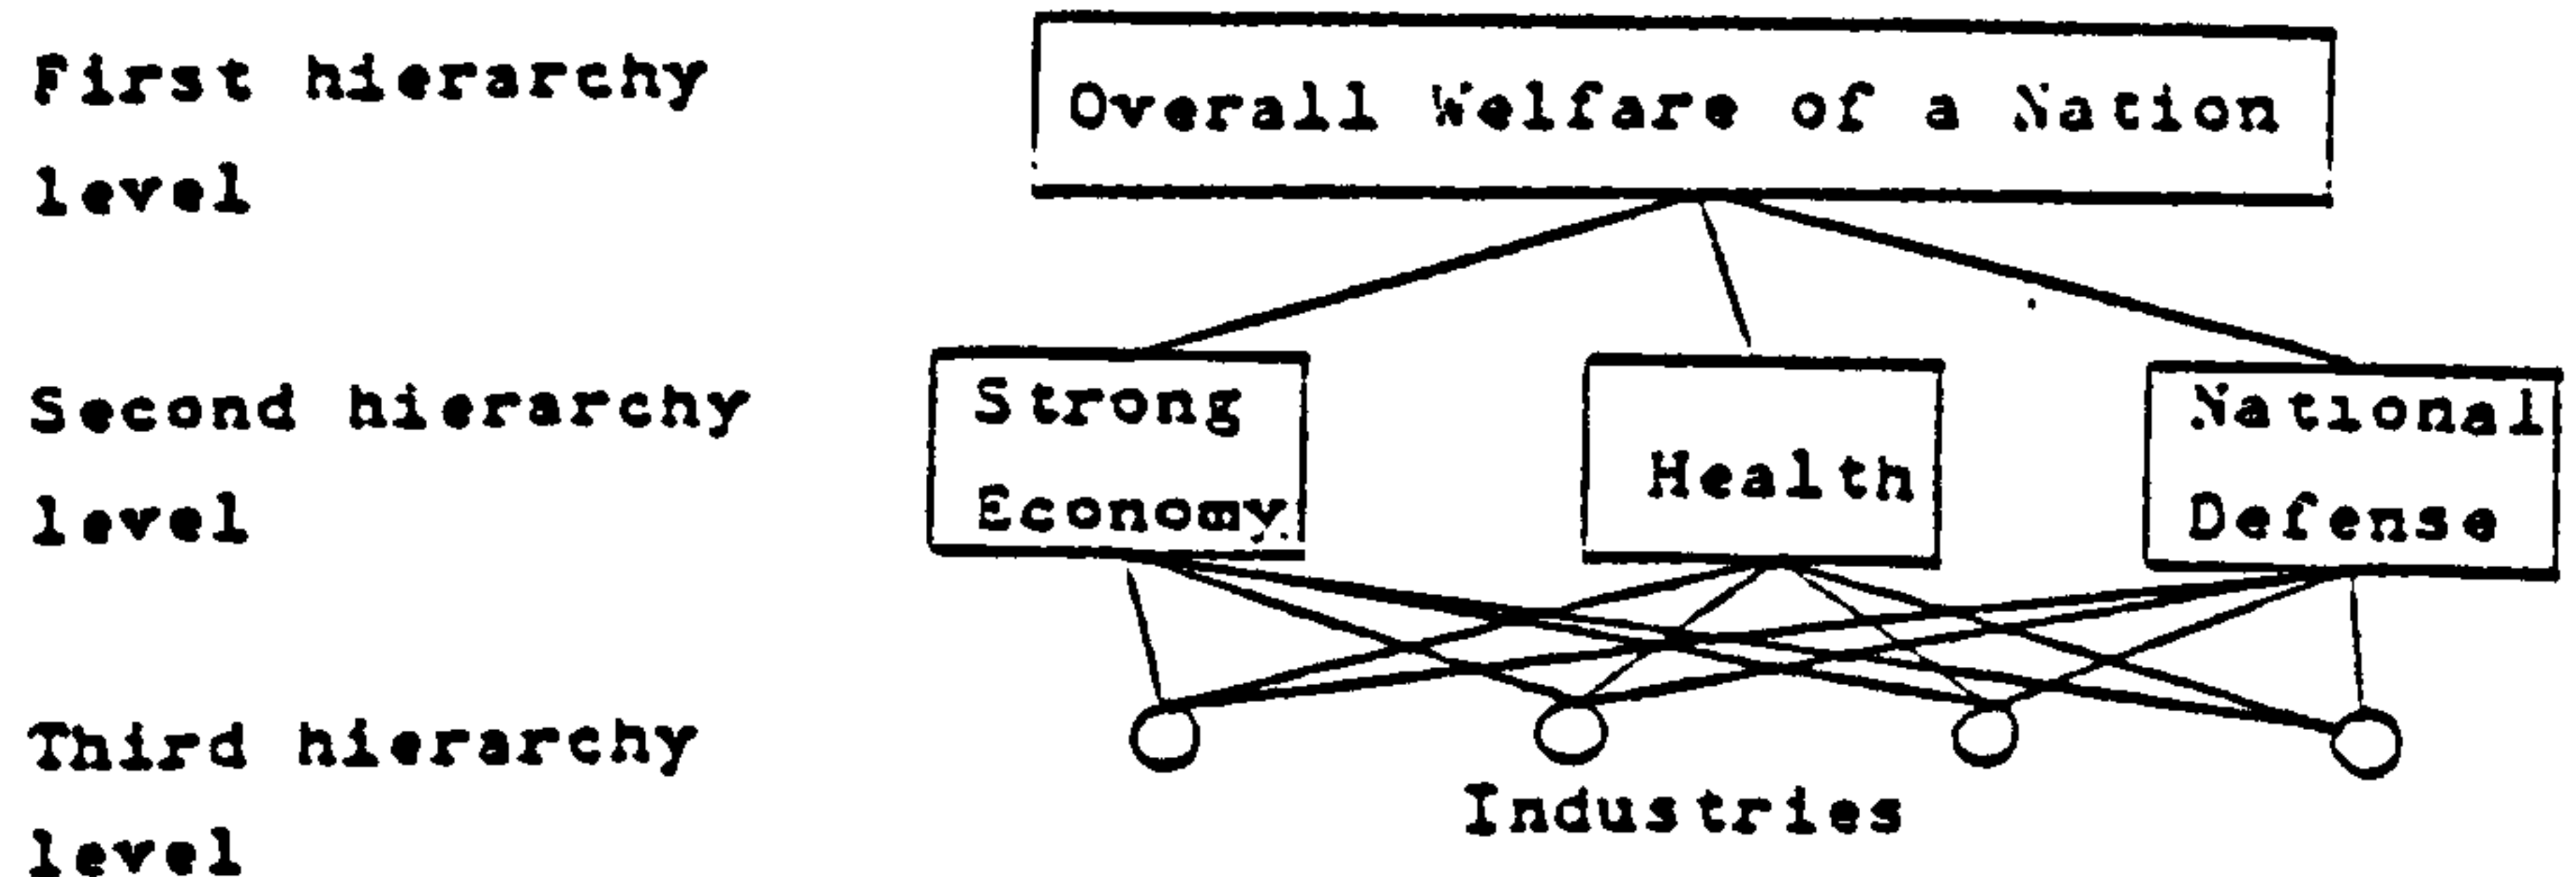 First hierarchy
level
Overall Welfare of a Nation
Second hierarchy
level
Strong
Economy
Health
National
Defense
Third hierarchy
level
Industries